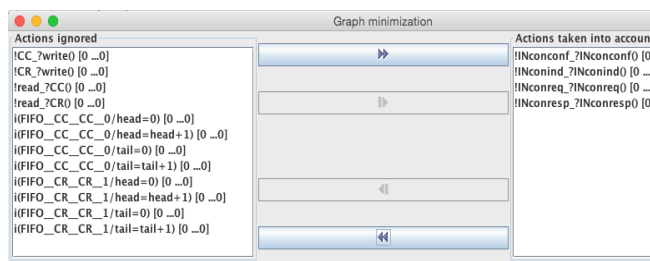 Graph minimization
Actions ignored
!CC_?write() [0 ...0]
!CR_?write() [0 ...0]
!read_?CC() [0 ...0]
!read_?CR() [0 ...0]
i(FIFO__CC__CC__0/head=0) [0 ...0]
i(FIFO__CC__CC__0/head=head+1) [0 ...0]
i(FIFO__CC__CC__0/tail=0) [0 ...0]
i(FIFO__CC__CC__0/tail=tail+1) [0 ...0]
i(FIFO__CR__CR__1/head=0) [0 ...0]
i(FIFO__CR__CR__1/head=head+1) [0 ...0]
i(FIFO__CR__CR__1/tail=0) [0 ...0]
i(FIFO__CR__CR__1/tail=tail+1) [0 ...0]
Actions taken into accoun
!INconconf_?INconconf() [0
!INconind_?INconind() [0 ...
!INconreq_?INconreq() [0 ...
!INconresp_?INconresp() [0